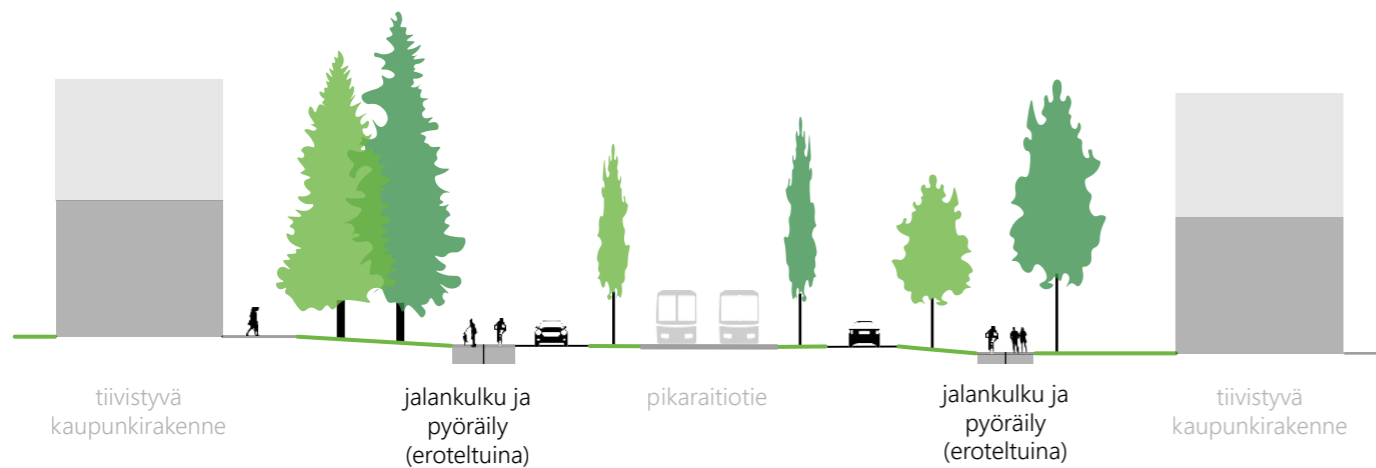 tiivistyvä
kaupunkirakenne
jalankulku ja
pyöräily
(eroteltuina)
pikaraitiotie
jalankulku ja
pyöräily
(eroteltuina)
tiivistyvä
kaupunkirakenne